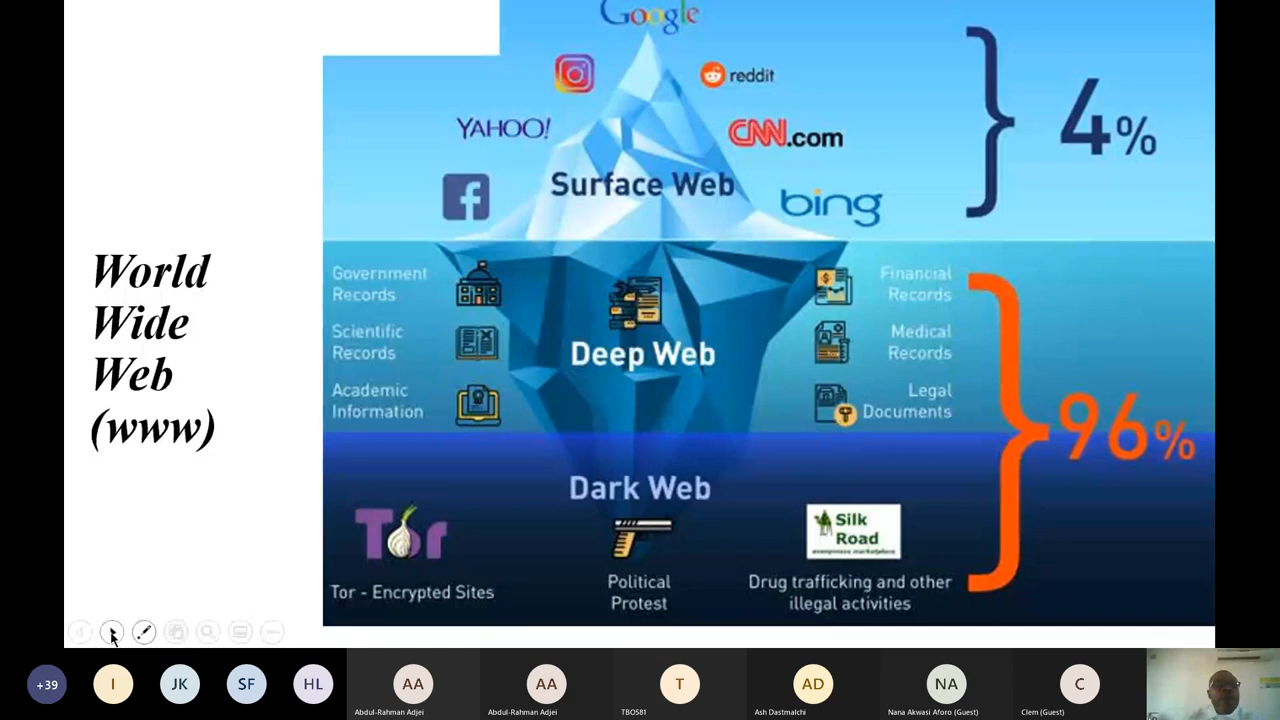 World
Wide
Web
(www)
Google
reddit
YAHOO!
CNN.com
Surface Web
bing
4%
Government
Records
Scientific
Records
Academic
Information
Deep Web
Financial
Records
Medical
Records
Legal
Documents
96%
Dark Web
Tor
Silk
Road
anonymous marketplace
Tor - Encrypted Sites
Political
Protest
Drug trafficking and other
illegal activities
+39
I
JK
SF
HL
AA
Abdul-Rahman Adjei
AA
Abdul-Rahman Adjei
T
TBO581
AD
Ash Dastmalchi
NA
Nana Akwasi Aforo (Guest)
C
Clem (Guest)